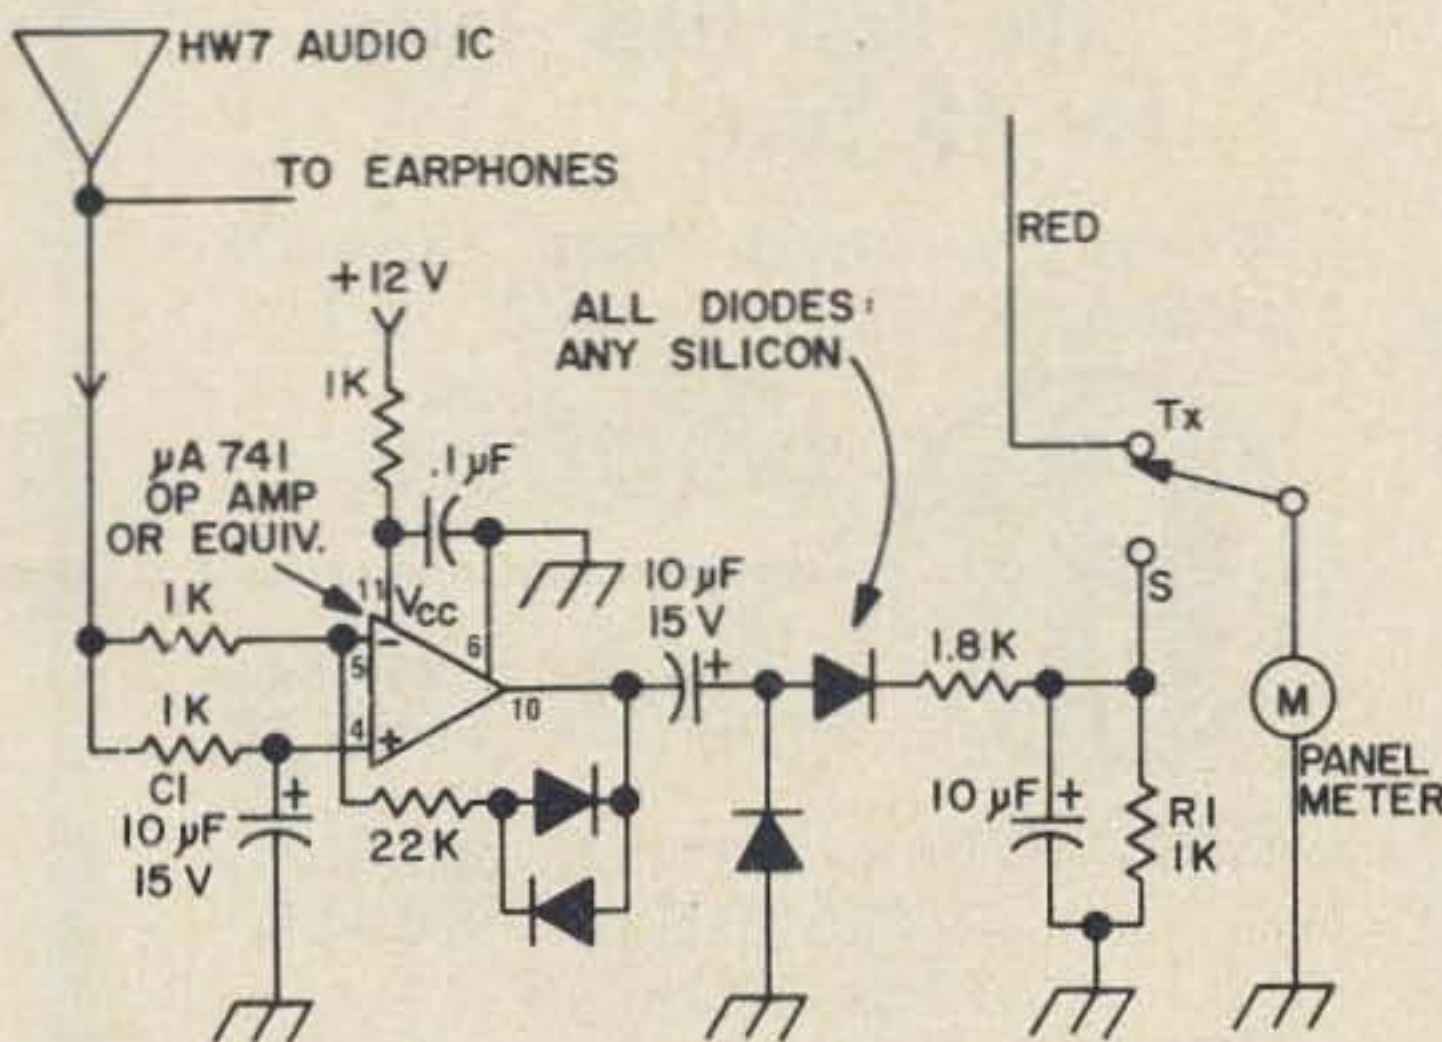 HW7 AUDIO IC
TO EARPHONES
RED
+12 V
ALL DIODES:
ANY SILICON
1K
Tx
.1 µF
µA 741
OP AMP
OR EQUIV.
10 µF
15 V
S
11
VCC
1K
-
5
6
+
1.8K
10
1K
4
+
M
PANEL
METER
C1
10 µF
15 V
+
22K
10 µF +
R1
1K